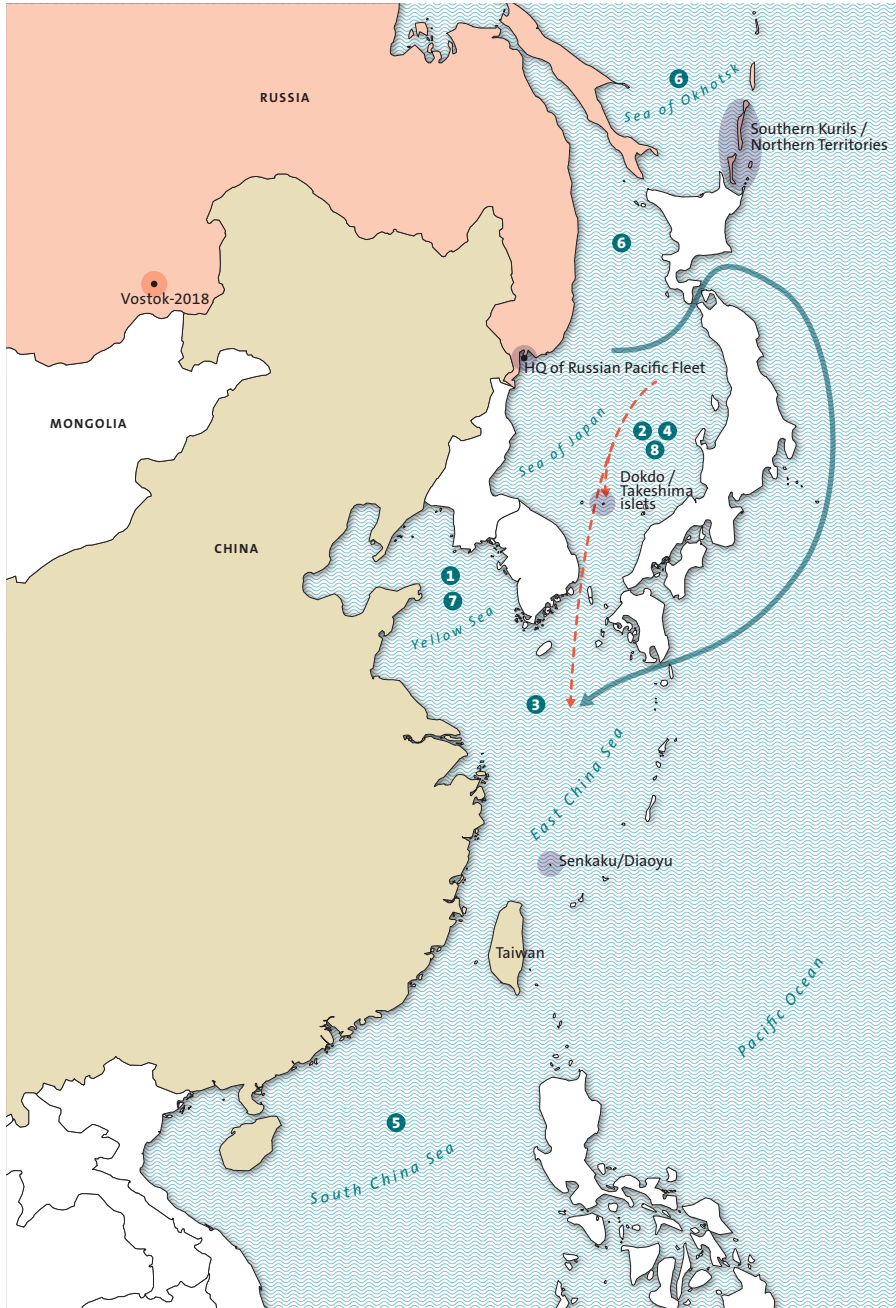 6
Sea of Okhotsk
RUSSIA
Southern Kurils /
Northern Territories
6
Vostok-2018
HQ of Russian Pacific Fleet
MONGOLIA
Sea of Japan
2
4
8
Dokdo /
Takeshima
islets
CHINA
1
7
Yellow Sea
3
East China Sea
Senkaku/Diaoyu
Taiwan
Pacific Ocean
5
South China Sea